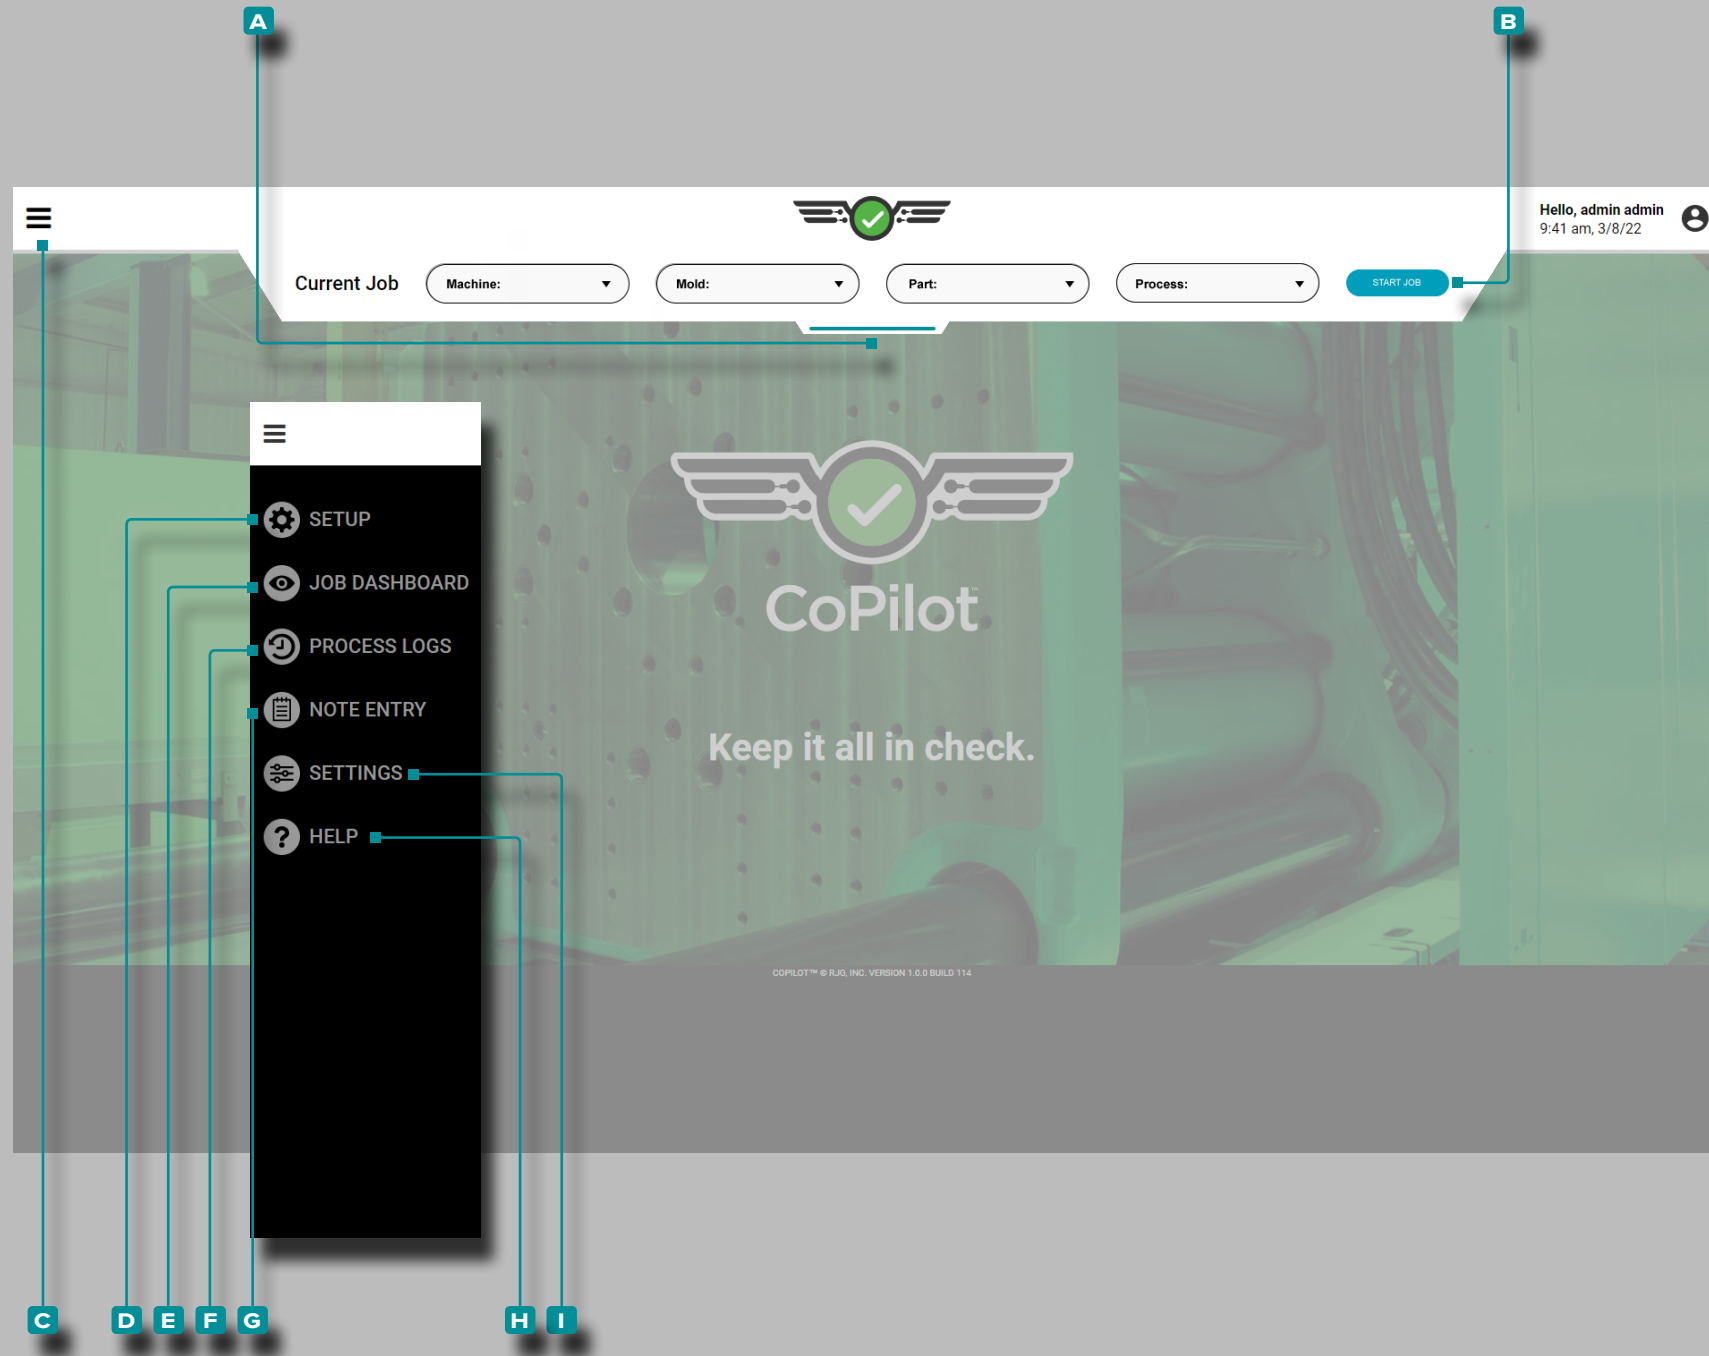 A
B
Hello, admin admin
9:41 am, 3/8/22
Current Job
Machine:
Mold:
Part:
Process:
START JOB
SETUP
JOB DASHBOARD
PROCESS LOGS
NOTE ENTRY
SETTINGS
HELP
CoPilot™
Keep it all in check.
COPILOT™ © RJG, INC. VERSION 1.0.0 BUILD 114
C
D
E
F
G
H
I